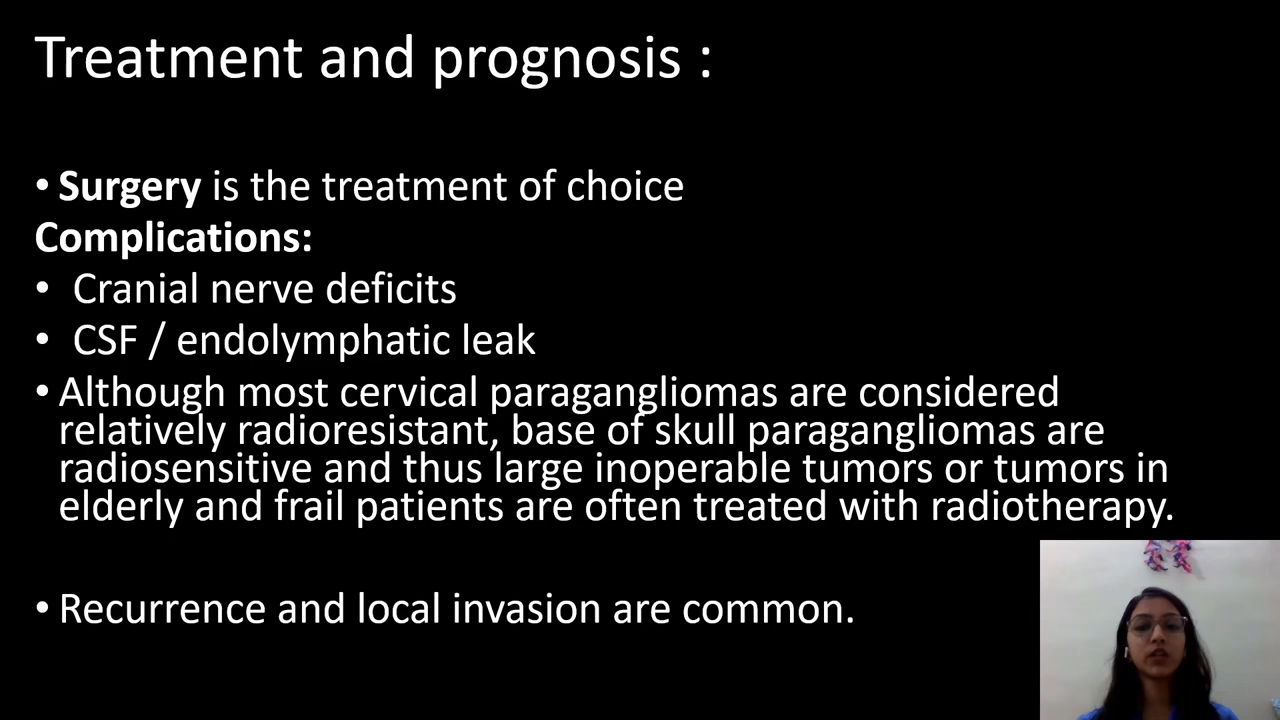 Treatment and prognosis :
• Surgery is the treatment of choice
Complications:
• Cranial nerve deficits
• CSF / endolymphatic leak
• Although most cervical paragangliomas are considered
relatively radioresistant, base of skull paragangliomas are
radiosensitive and thus large inoperable tumors or tumors in
elderly and frail patients are often treated with radiotherapy.
• Recurrence and local invasion are common.